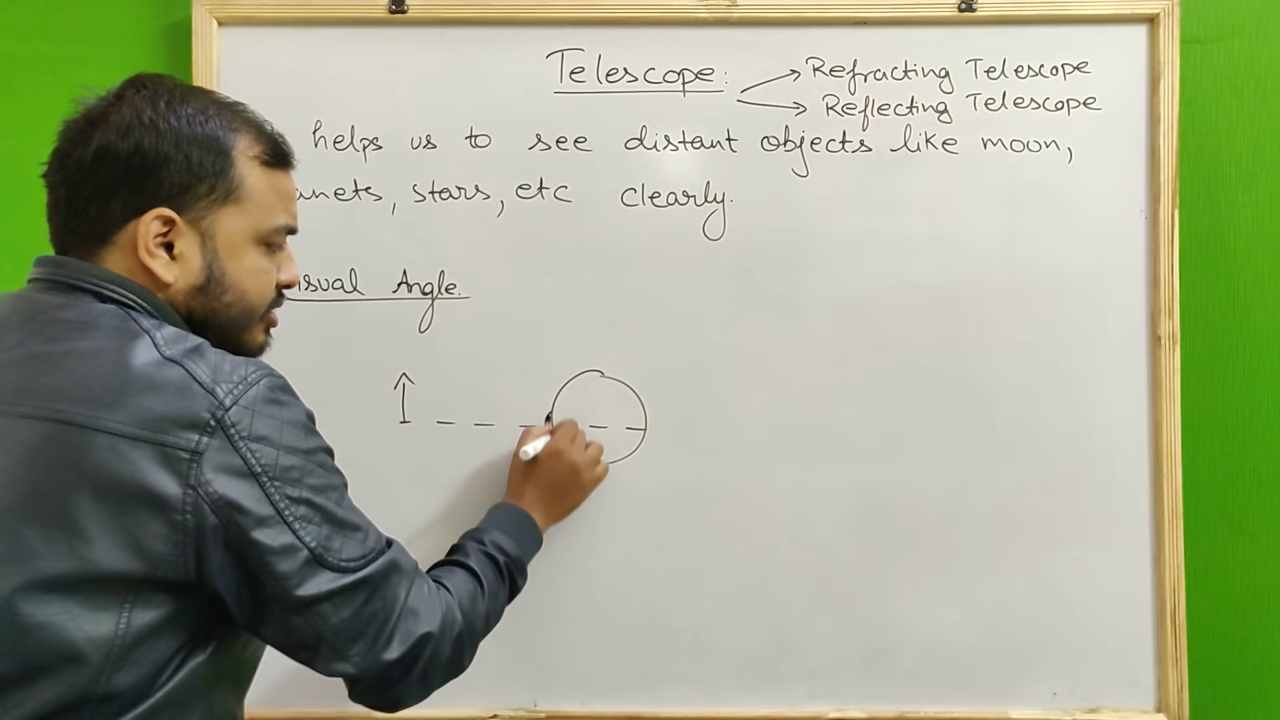 Telescope: → Refracting Telescope
→ Reflecting Telescope
helps us to see distant objects like moon,
stars, etc clearly.
Angle.